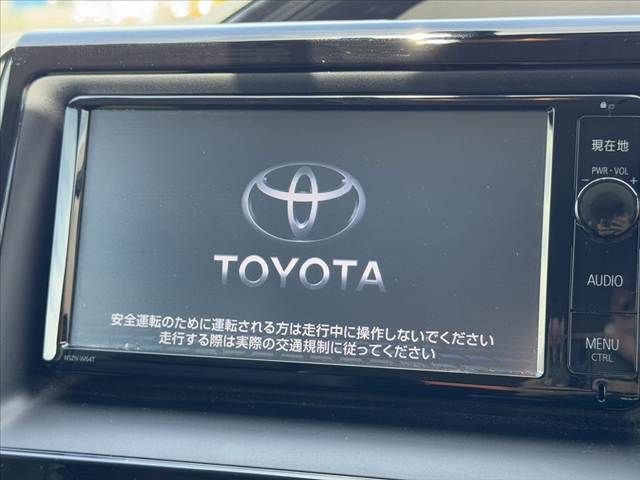 現在地
PWR・VOL
− +
TOYOTA
AUDIO
安全運転のために運転される方は走行中に操作しないでください
走行する際は実際の交通規制に従ってください
MENU
CTRL
NSZN-W64T